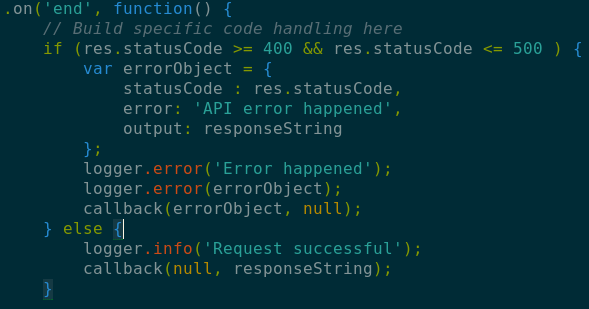 .on('end', function() {
    // Build specific code handling here
    if (res.statusCode >= 400 && res.statusCode <= 500 ) {
        var errorObject = {
            statusCode : res.statusCode,
            error: 'API error happened',
            output: responseString
        };
        logger.error('Error happened');
        logger.error(errorObject);
        callback(errorObject, null);
    } else {
        logger.info('Request successful');
        callback(null, responseString);
    }